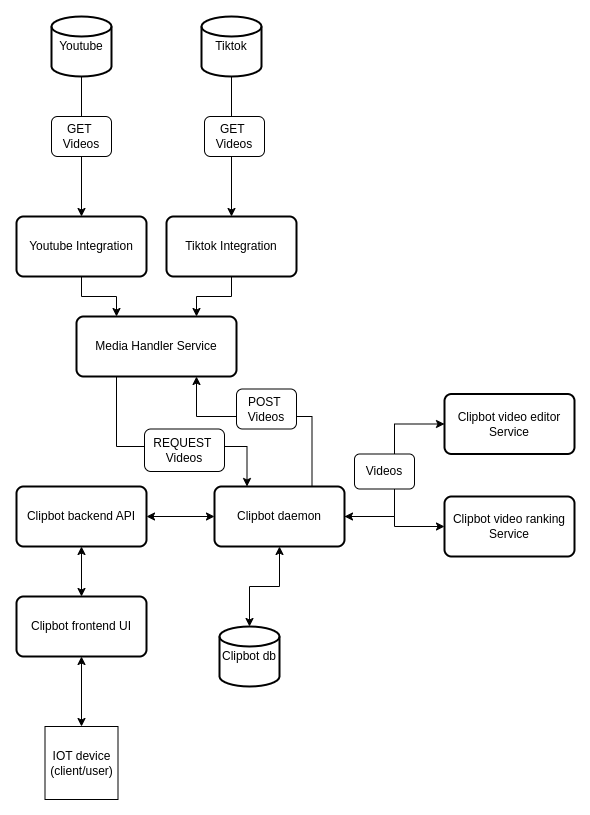 Youtube
Tiktok
GET
Videos
GET
Videos
Youtube Integration
Tiktok Integration
Media Handler Service
POST
Videos
REQUEST
Videos
Clipbot video editor
Service
Videos
Clipbot backend API
Clipbot daemon
Clipbot video ranking
Service
Clipbot frontend UI
Clipbot db
IOT device
(client/user)